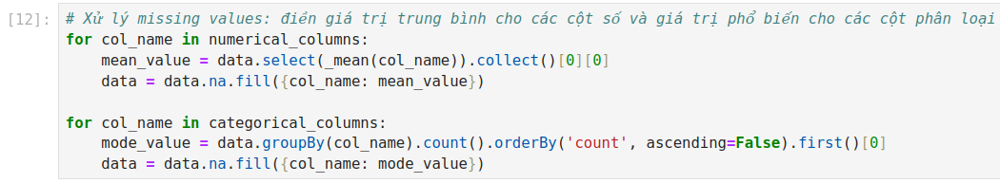 [12]: # Xử lý missing values: điền giá trị trung bình cho các cột số và giá trị phổ biến cho các cột phân loại
for col_name in numerical_columns:
    mean_value = data.select(_mean(col_name)).collect()[0][0]
    data = data.na.fill({col_name: mean_value})

for col_name in categorical_columns:
    mode_value = data.groupBy(col_name).count().orderBy('count', ascending=False).first()[0]
    data = data.na.fill({col_name: mode_value})